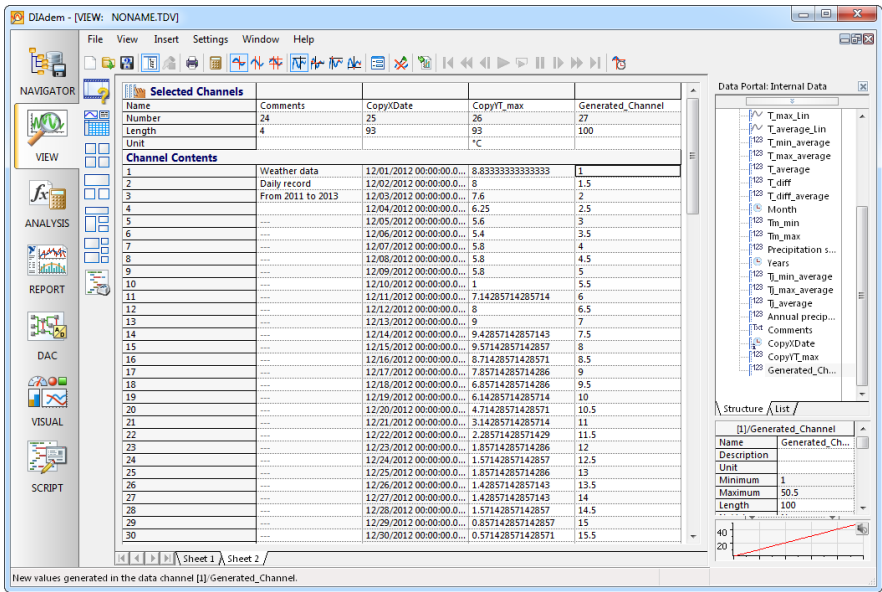 DIAdem - [VIEW: NONAME.TDV]
File View Insert Settings Window Help
NAVIGATOR
VIEW
ANALYSIS
REPORT
DAC
VISUAL
SCRIPT
Selected Channels
Name Comments CopyXDate CopyYT_max Generated_Channel
Number 24 25 26 27
Length 4 93 93 100
Unit °C
Channel Contents
1 Weather data 12/01/2012 00:00:00.0... 8.83333333333333 1
2 Daily record 12/02/2012 00:00:00.0... 8 1.5
3 From 2011 to 2013 12/03/2012 00:00:00.0... 7.6 2
4 12/04/2012 00:00:00.0... 6.25 2.5
5 --- 12/05/2012 00:00:00.0... 5.6 3
6 --- 12/06/2012 00:00:00.0... 5.4 3.5
7 --- 12/07/2012 00:00:00.0... 5.8 4
8 --- 12/08/2012 00:00:00.0... 5.8 4.5
9 --- 12/09/2012 00:00:00.0... 5.8 5
10 --- 12/10/2012 00:00:00.0... 1 5.5
11 --- 12/11/2012 00:00:00.0... 7.14285714285714 6
12 --- 12/12/2012 00:00:00.0... 8 6.5
13 --- 12/13/2012 00:00:00.0... 9 7
14 --- 12/14/2012 00:00:00.0... 9.42857142857143 7.5
15 --- 12/15/2012 00:00:00.0... 9.57142857142857 8
16 --- 12/16/2012 00:00:00.0... 8.71428571428571 8.5
17 --- 12/17/2012 00:00:00.0... 7.85714285714286 9
18 --- 12/18/2012 00:00:00.0... 6.85714285714286 9.5
19 --- 12/19/2012 00:00:00.0... 6.14285714285714 10
20 --- 12/20/2012 00:00:00.0... 4.71428571428571 10.5
21 --- 12/21/2012 00:00:00.0... 3.14285714285714 11
22 --- 12/22/2012 00:00:00.0... 2.28571428571429 11.5
23 --- 12/23/2012 00:00:00.0... 1.85714285714286 12
24 --- 12/24/2012 00:00:00.0... 1.57142857142857 12.5
25 --- 12/25/2012 00:00:00.0... 1.85714285714286 13
26 --- 12/26/2012 00:00:00.0... 1.42857142857143 13.5
27 --- 12/27/2012 00:00:00.0... 1.42857142857143 14
28 --- 12/28/2012 00:00:00.0... 1.57142857142857 14.5
29 --- 12/29/2012 00:00:00.0... 0.857142857142857 15
30 --- 12/30/2012 00:00:00.0... 0.571428571428571 15.5
Sheet 1 Sheet 2
Data Portal: Internal Data
T_max_Lin
T_average_Lin
T_min_average
T_max_average
T_average
T_diff
T_diff_average
Month
Tm_min
Tm_max
Precipitation s...
Years
Tj_min_average
Tj_max_average
Tj_average
Annual precip...
Comments
CopyXDate
CopyYT_max
Generated_Ch...
Structure List
[1]/Generated_Channel
Name Generated_Ch...
Description
Unit
Minimum 1
Maximum 50.5
Length 100
40
20
New values generated in the data channel [1]/Generated_Channel.